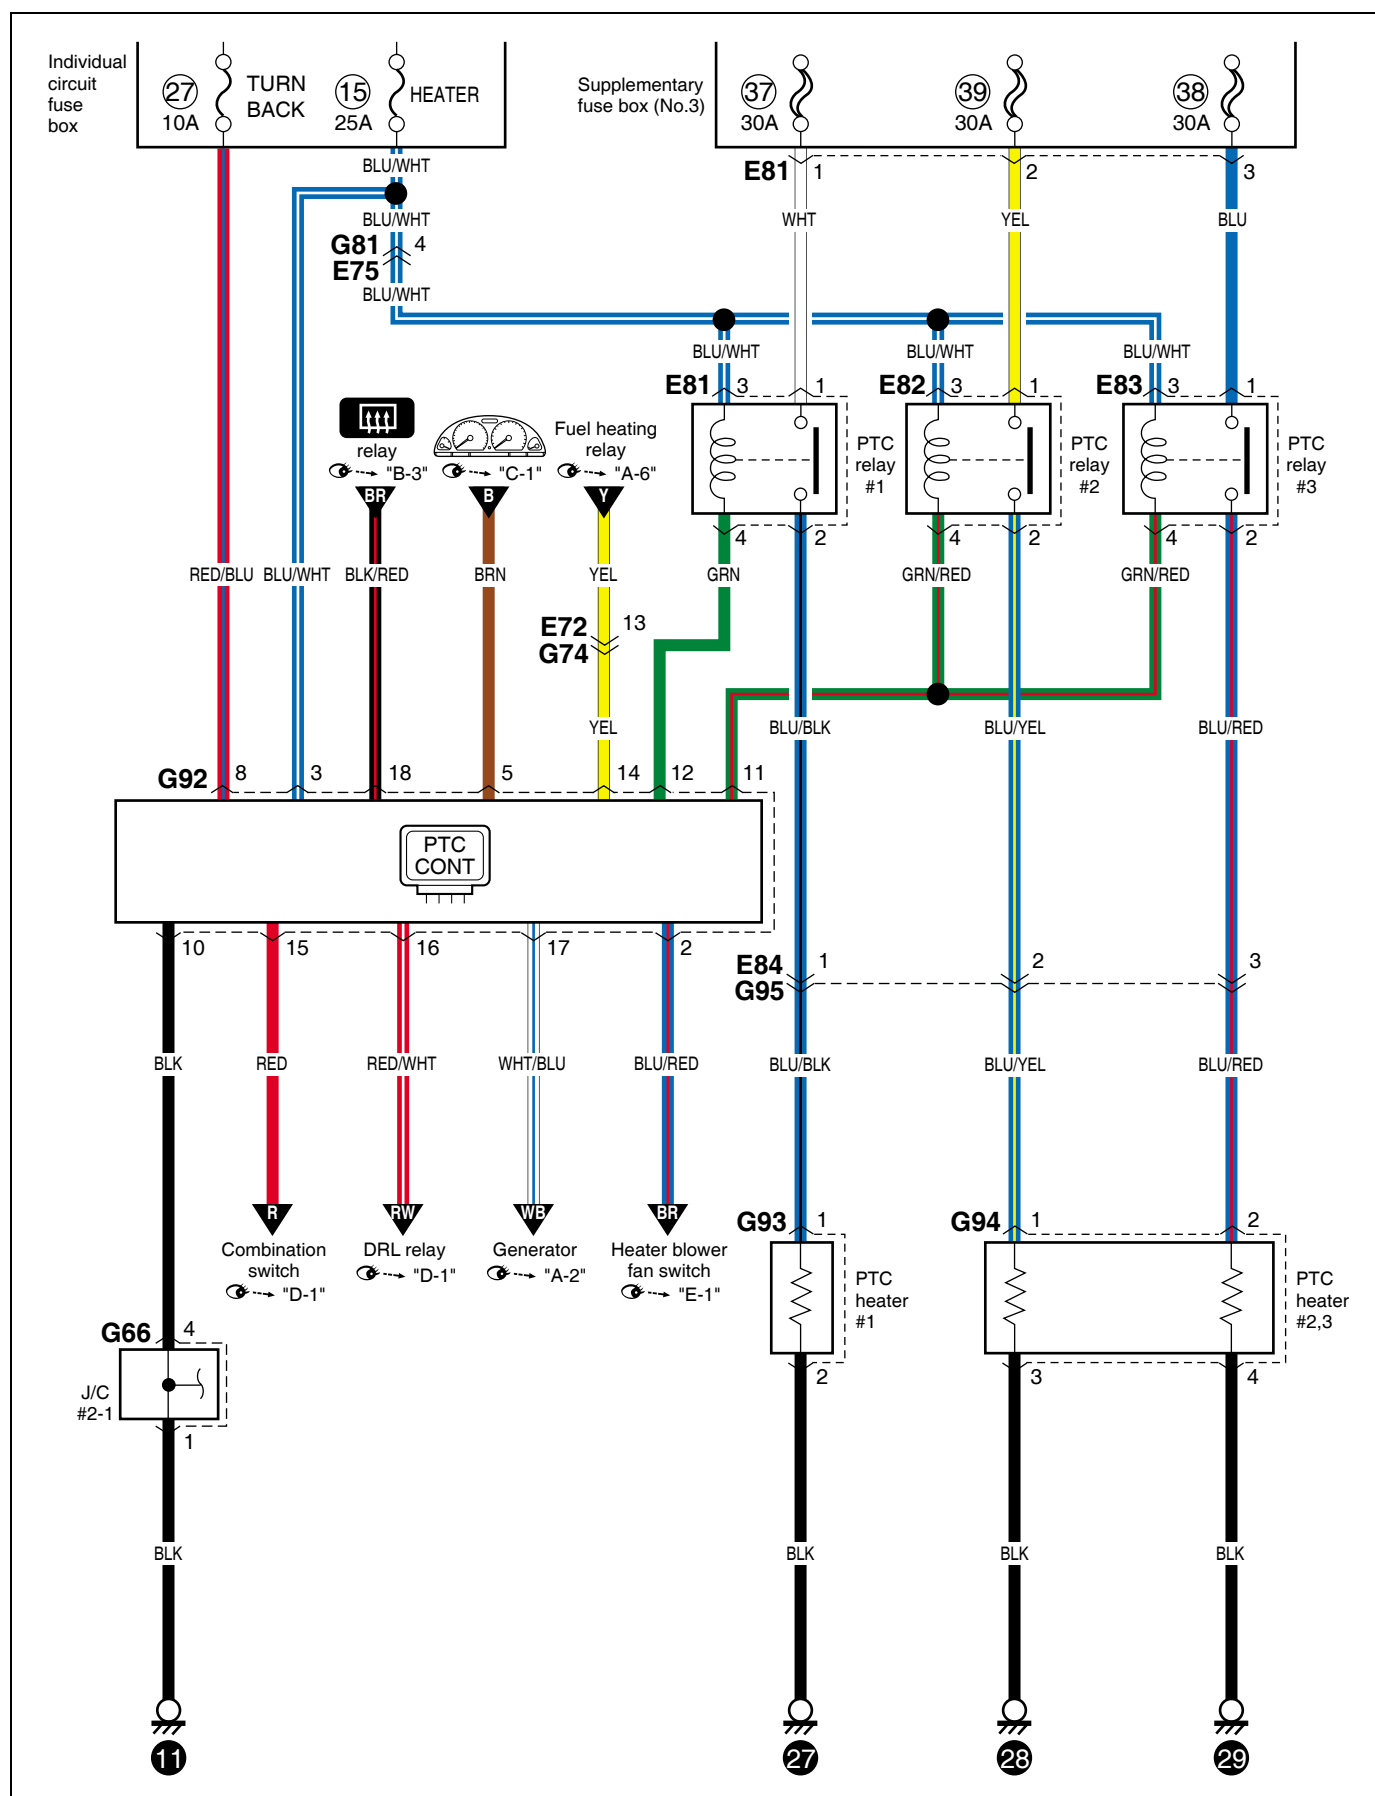 Individual
circuit
fuse
box
27
10A
TURN
BACK
15
25A
HEATER
Supplementary
fuse box (No.3)
37
30A
39
30A
38
30A
BLU/WHT
E81
1
2
3
BLU/WHT
WHT
YEL
BLU
G81
4
E75
BLU/WHT
BLU/WHT
BLU/WHT
BLU/WHT
E81
3
1
E82
3
1
E83
3
1
relay
"B-3"
BR
"C-1"
B
Fuel heating
relay
"A-6"
Y
PTC
relay
#1
PTC
relay
#2
PTC
relay
#3
4
2
4
2
4
2
RED/BLU
BLU/WHT
BLK/RED
BRN
YEL
GRN
GRN/RED
GRN/RED
E72
13
G74
YEL
BLU/BLK
BLU/YEL
BLU/RED
G92
8
3
18
5
14
12
11
PTC
CONT
10
15
16
17
2
E84
1
2
3
G95
BLK
RED
RED/WHT
WHT/BLU
BLU/RED
BLU/BLK
BLU/YEL
BLU/RED
R
RW
WB
BR
Combination
switch
"D-1"
DRL relay
"D-1"
Generator
"A-2"
Heater blower
fan switch
"E-1"
G93
1
G94
1
2
PTC
heater
#1
PTC
heater
#2,3
G66
4
J/C
#2-1
1
2
3
4
BLK
BLK
BLK
BLK
11
27
28
29